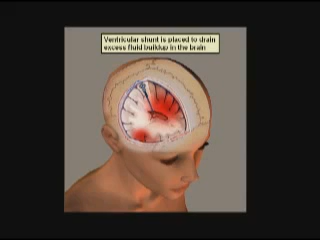 Ventricular shunt is placed to drain
excess fluid buildup in the brain